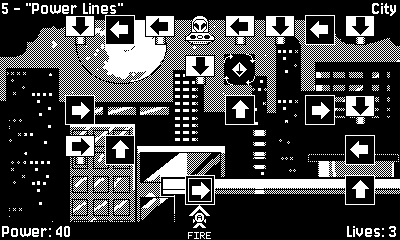 5 - "Power Lines"
City
FIRE
Power: 40
Lives: 3